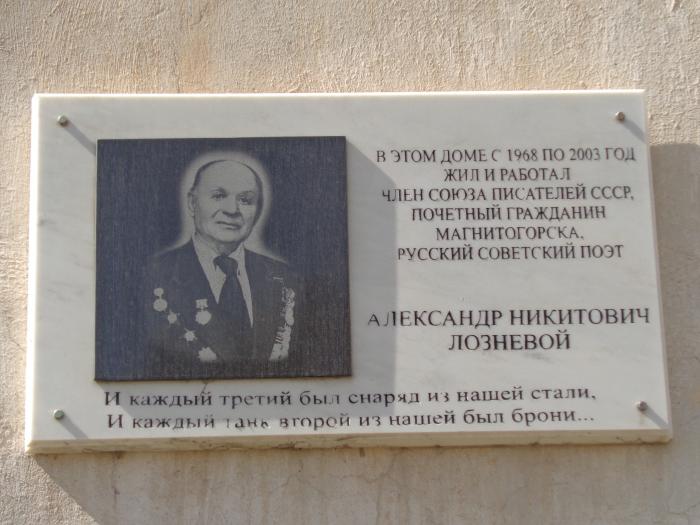 В ЭТОМ ДОМЕ С 1968 ПО 2003 ГОД
ЖИЛ И РАБОТАЛ
ЧЛЕН СОЮЗА ПИСАТЕЛЕЙ СССР,
ПОЧЕТНЫЙ ГРАЖДАНИН
МАГНИТОГОРСКА,
РУССКИЙ СОВЕТСКИЙ ПОЭТ
АЛЕКСАНДР НИКИТОВИЧ
ЛОЗНЕВОЙ
И каждый третий был снаряд из нашей стали,
И каждый танк второй из нашей был брони...